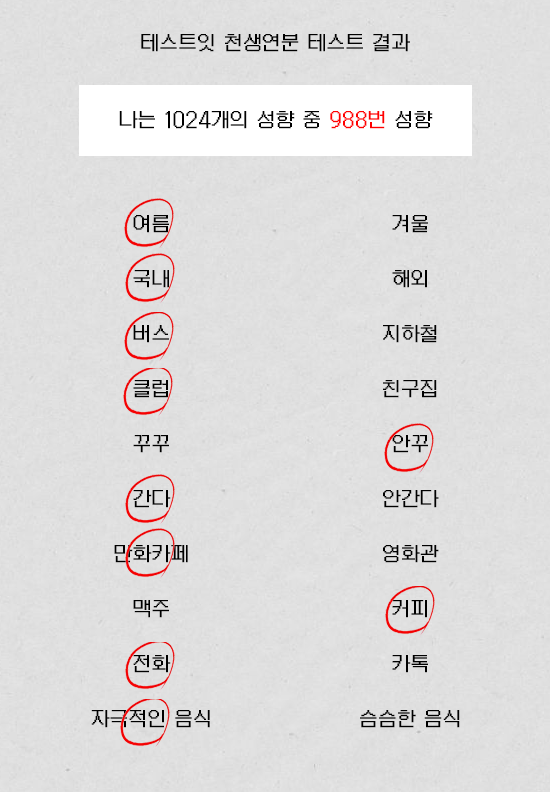 테스트잇 천생연분 테스트 결과
나는 1024개의 성향 중 988번 성향
여름 겨울
국내 해외
버스 지하철
클럽 친구집
꾸꾸 안꾸
간다 안간다
만화카페 영화관
맥주 커피
전화 카톡
자극적인 음식 슴슴한 음식